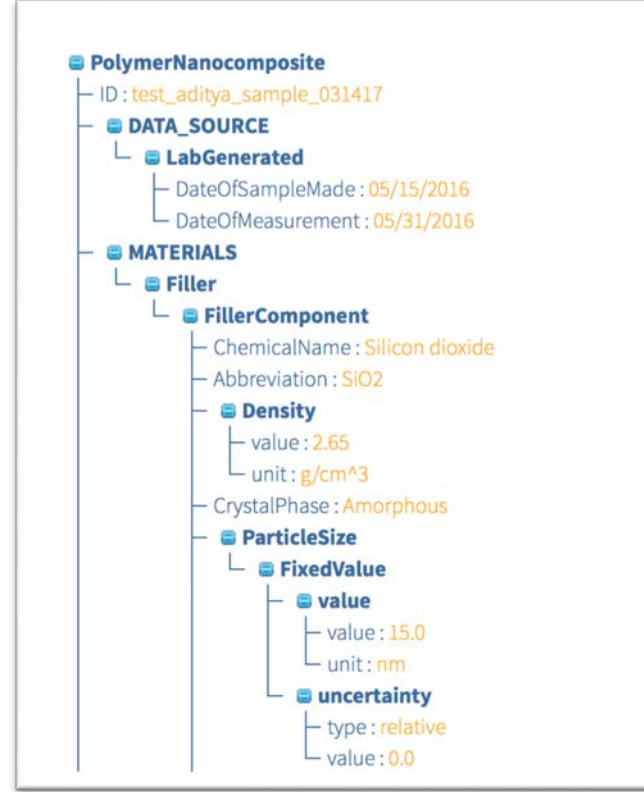 PolymerNanocomposite
ID : test_aditya_sample_031417
DATA_SOURCE
LabGenerated
DateOfSampleMade : 05/15/2016
DateOfMeasurement : 05/31/2016
MATERIALS
Filler
FillerComponent
ChemicalName : Silicon dioxide
Abbreviation : SiO2
Density
value : 2.65
unit : g/cm^3
CrystalPhase : Amorphous
ParticleSize
FixedValue
value
value : 15.0
unit : nm
uncertainty
type : relative
value : 0.0